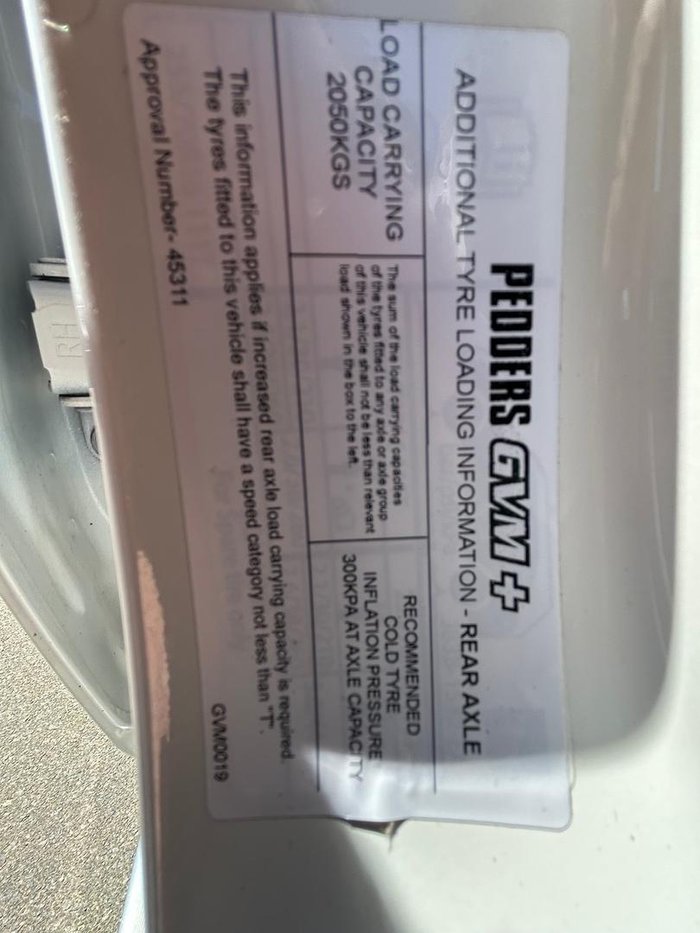 PEDDERS GVM+
ADDITIONAL TYRE LOADING INFORMATION - REAR AXLE
LOAD CARRYING
CAPACITY
2050KGS
The sum of the load carrying capacities
of the tyres fitted to any axle or axle group
of this vehicle shall not be less than relevant
load shown in the box to the left.
RECOMMENDED
COLD TYRE
INFLATION PRESSURE
300KPA AT AXLE CAPACITY
This information applies if increased rear axle load carrying capacity is required.
The tyres fitted to this vehicle shall have a speed category not less than "T".
Approval Number- 45311
GVM/0019
RH